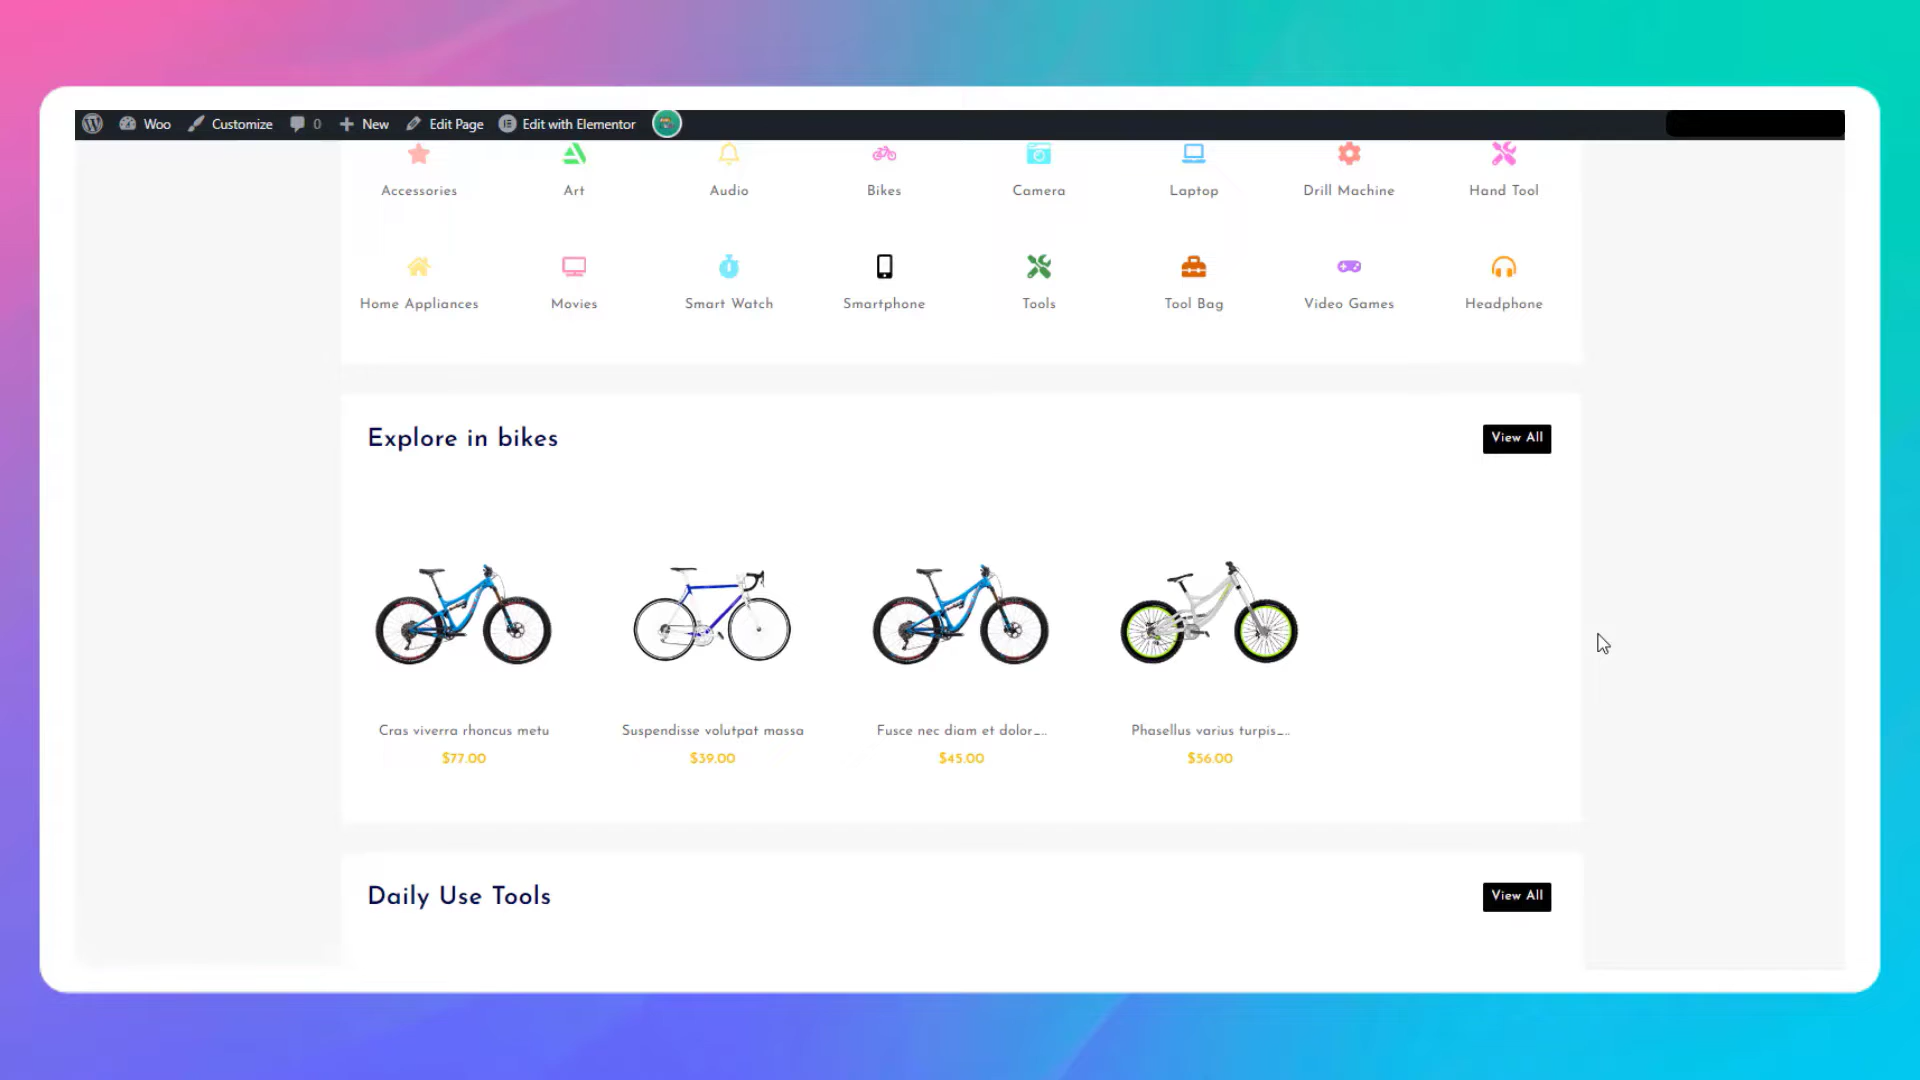 Woo Customize 0 New Edit Page Edit with Elementor
Accessories Art Audio Bikes Camera Laptop Drill Machine Hand Tool
Home Appliances Movies Smart Watch Smartphone Tools Tool Bag Video Games Headphone
Explore in bikes View All
Cras viverra rhoncus metu Suspendisse volutpat massa Fusce nec diam et dolor_.. Phasellus varius turpis_..
$77.00 $39.00 $45.00 $56.00
Daily Use Tools View All